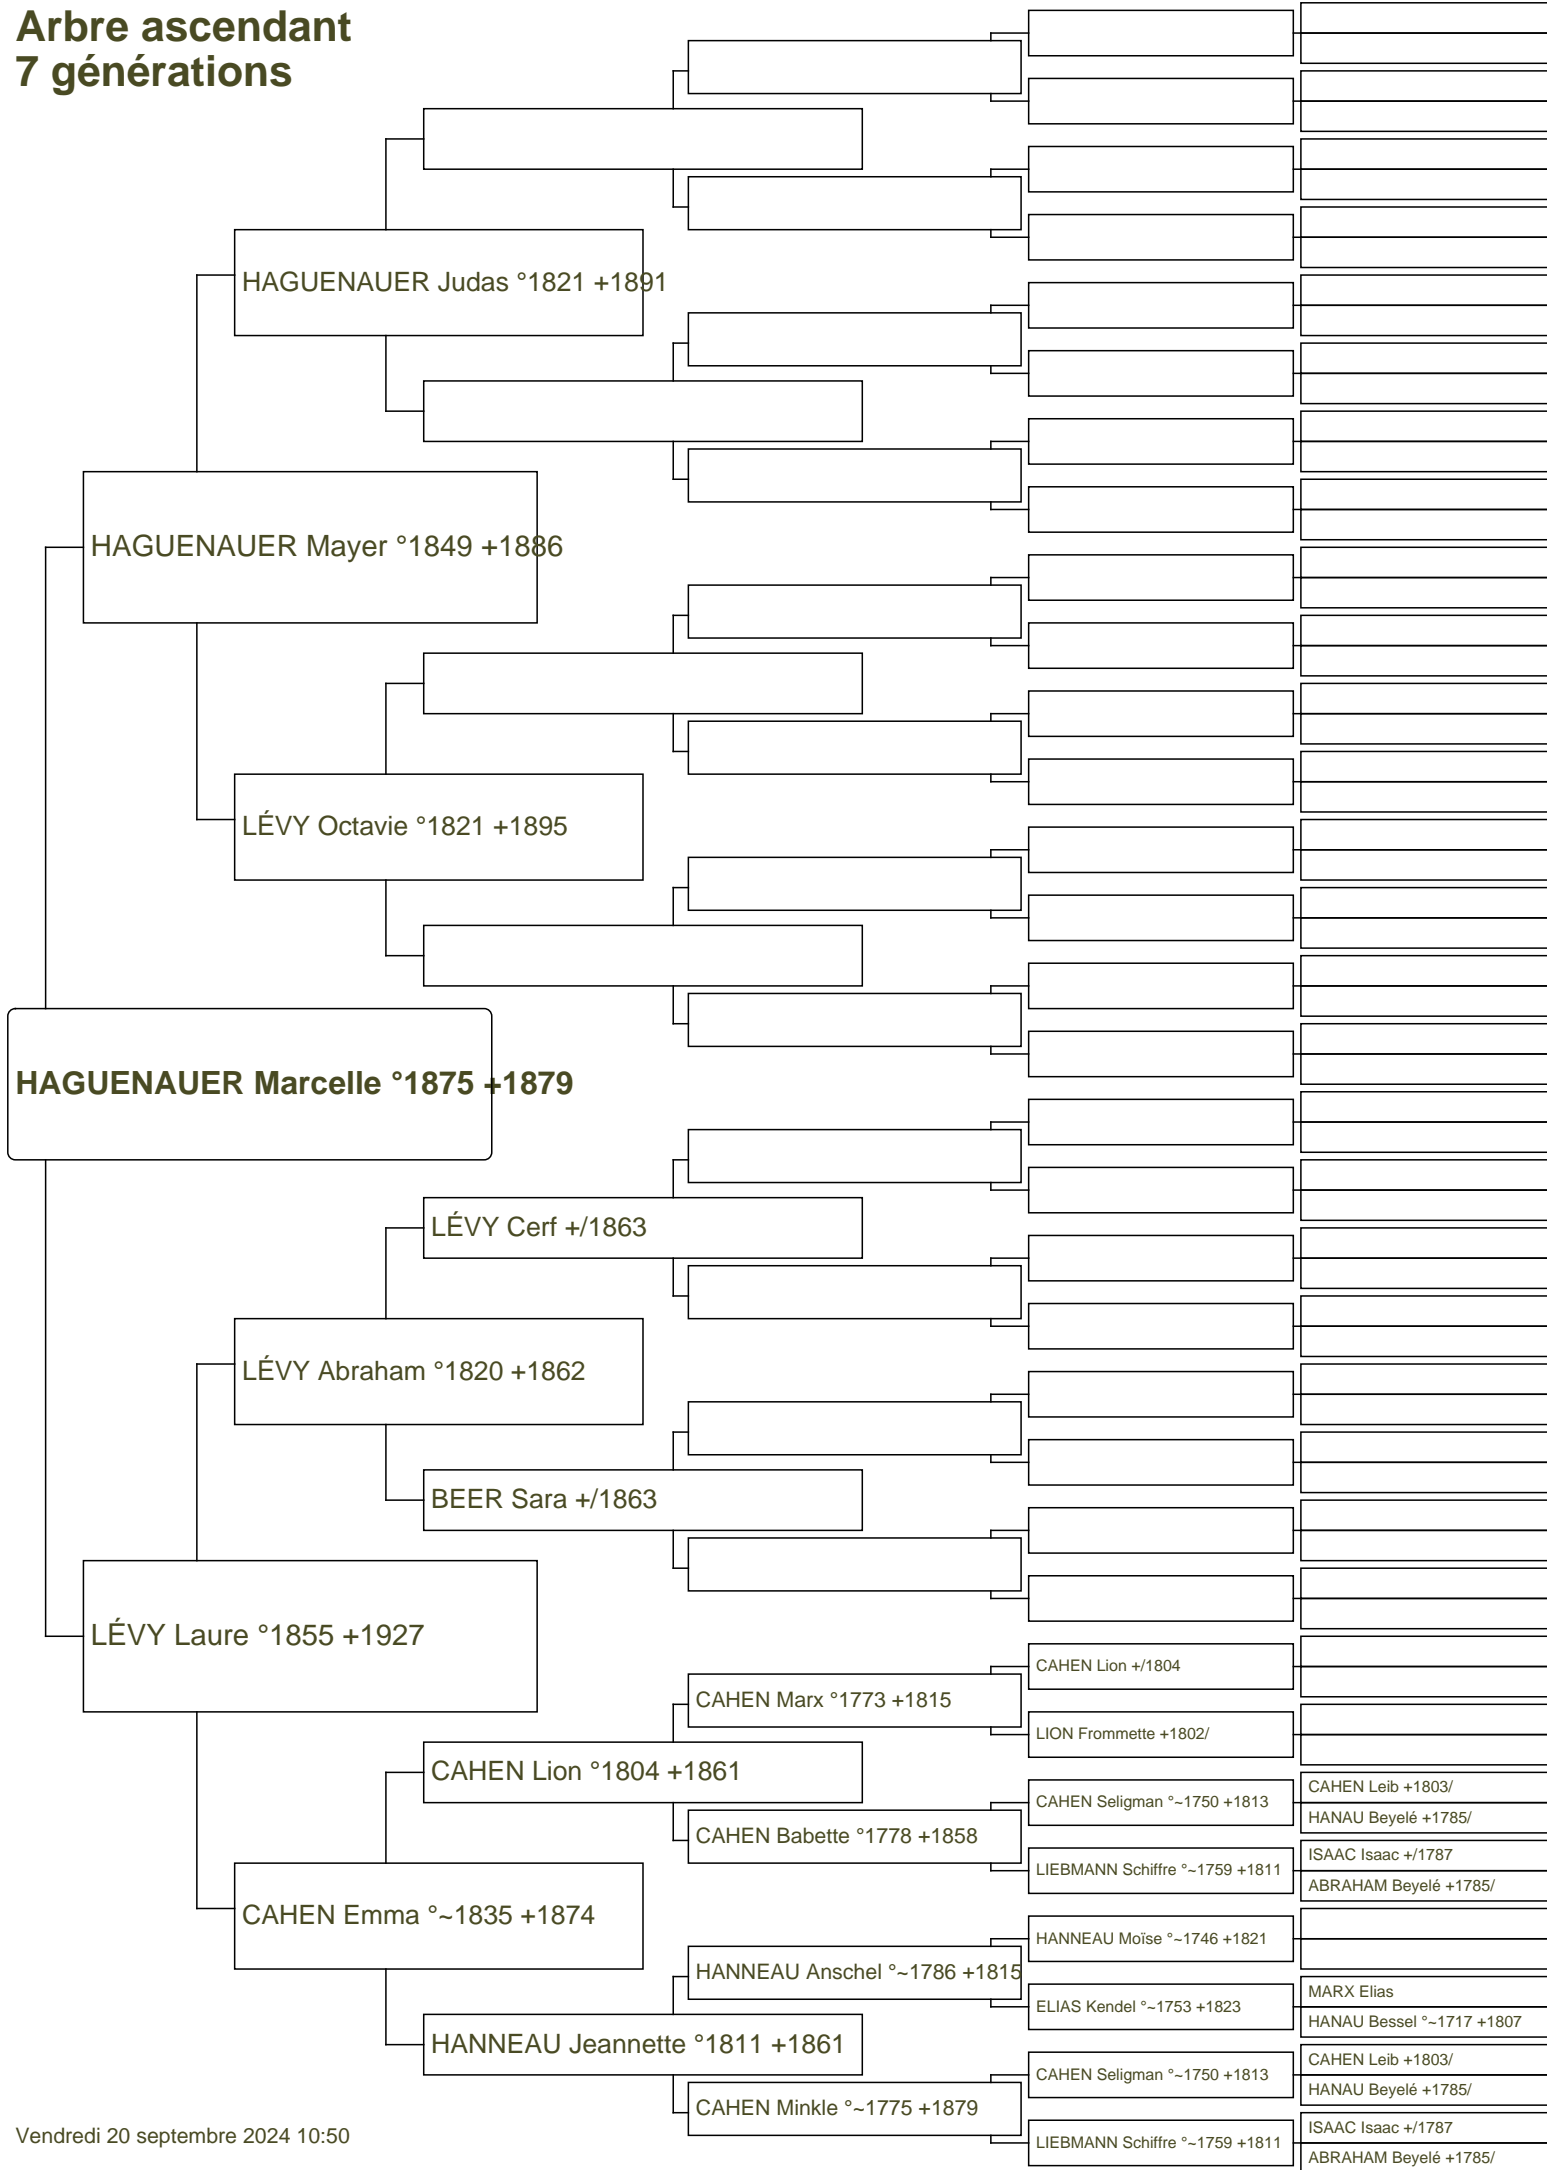 Arbre ascendant
7 générations
HAGUENAUER Judas °1821 +1891
HAGUENAUER Mayer °1849 +1886
LÉVY Octavie °1821 +1895
HAGUENAUER Marcelle °1875 +1879
LÉVY Cerf +/1863
LÉVY Abraham °1820 +1862
BEER Sara +/1863
LÉVY Laure °1855 +1927
CAHEN Lion +/1804
CAHEN Marx °1773 +1815
LION Frommette +1802/
CAHEN Lion °1804 +1861
CAHEN Leib +1803/
CAHEN Seligman °~1750 +1813
HANAU Beyelé +1785/
CAHEN Babette °1778 +1858
ISAAC Isaac +/1787
LIEBMANN Schiffre °~1759 +1811
ABRAHAM Beyelé +1785/
CAHEN Emma °~1835 +1874
HANNEAU Moïse °~1746 +1821
HANNEAU Anschel °~1786 +1815
MARX Elias
ELIAS Kendel °~1753 +1823
HANAU Bessel °~1717 +1807
HANNEAU Jeannette °1811 +1861
CAHEN Leib +1803/
CAHEN Seligman °~1750 +1813
HANAU Beyelé +1785/
CAHEN Minkle °~1775 +1879
ISAAC Isaac +/1787
LIEBMANN Schiffre °~1759 +1811
ABRAHAM Beyelé +1785/
Vendredi 20 septembre 2024 10:50